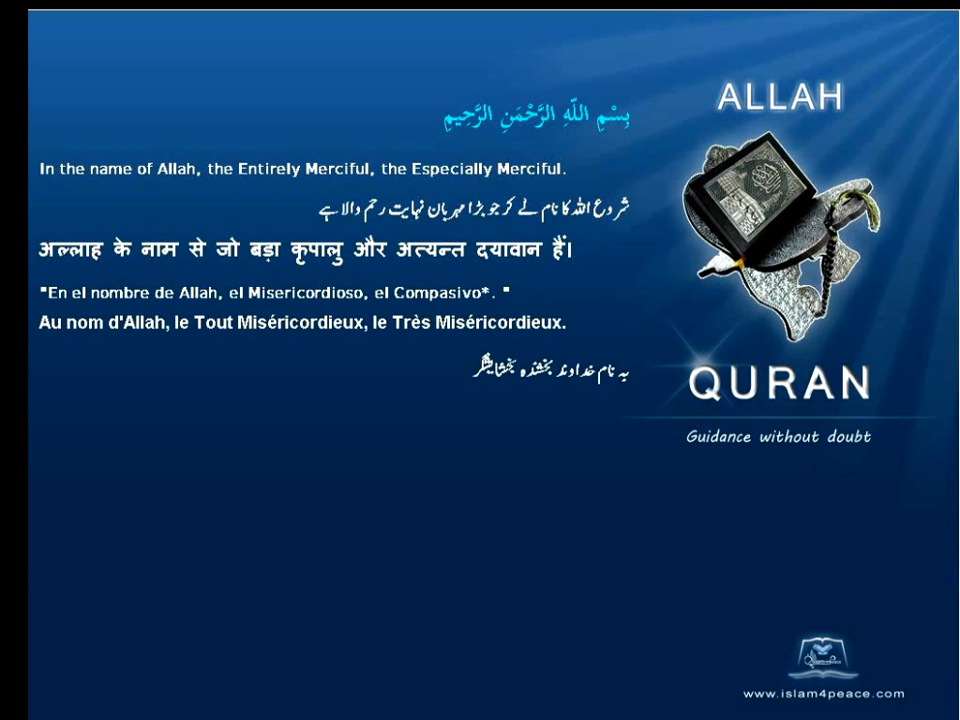 بِسْمِ اللّهِ الرَّحْمَنِ الرَّحِيمِ
In the name of Allah, the Entirely Merciful, the Especially Merciful.
شروع الله کا نام لے کر جو بڑا مہربان نہایت رحم والا ہے
अल्लाह के नाम से जो बड़ा कृपालु और अत्यन्त दयावान हैं।
"En el nombre de Allah, el Misericordioso, el Compasivo*. "
Au nom d'Allah, le Tout Miséricordieux, le Très Miséricordieux.
به نام خداوند بخشنده بخشایشگر
ALLAH
QURAN
Guidance without doubt
www.islam4peace.com